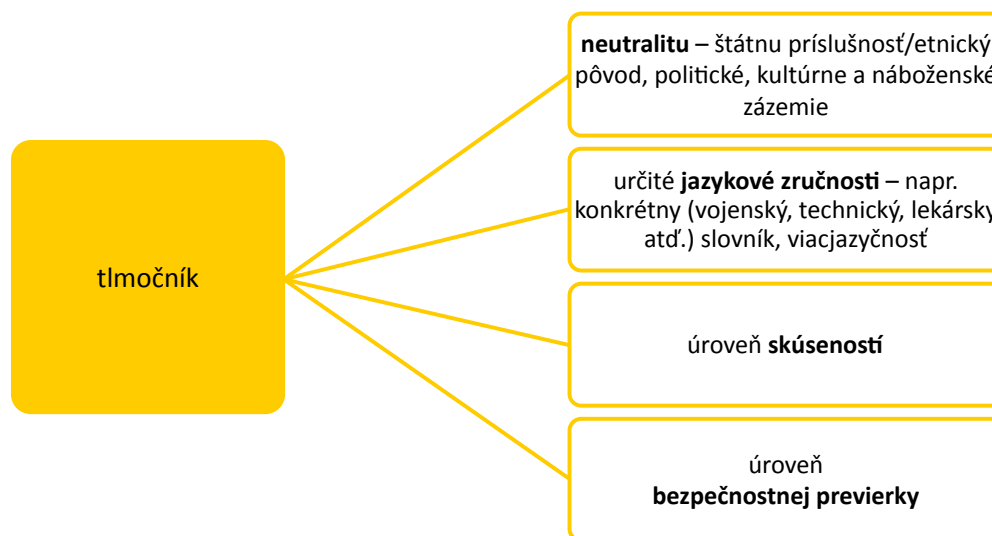 neutralitu – štátnu príslušnosť/etnický
pôvod, politické, kultúrne a náboženské
zázemie
určité jazykové zručnosti – napr.
konkrétny (vojenský, technický, lekársky
atď.) slovník, viacjazyčnosť
tlmočník
úroveň skúseností
úroveň
bezpečnostnej previerky